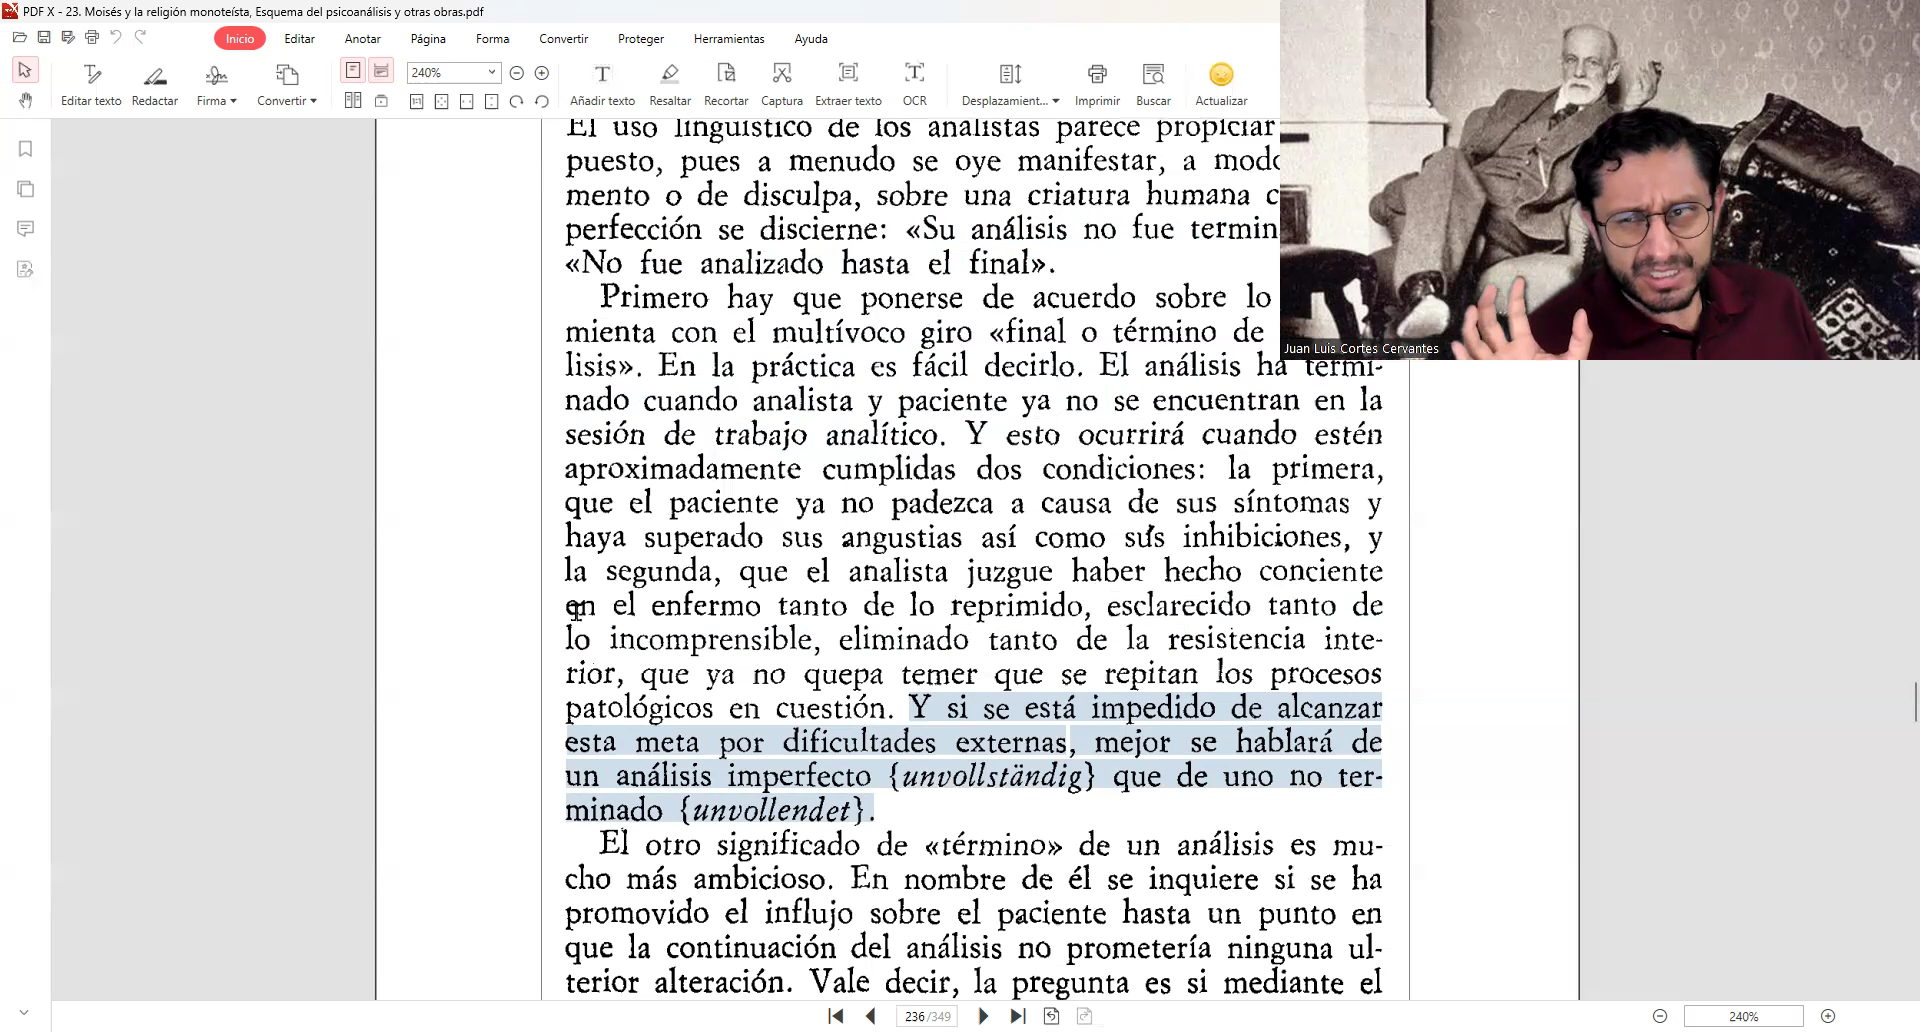 PDF X - 23. Moisés y la religión monoteísta, Esquema del psicoanálisis y otras obras.pdf
Inicio Editar Anotar Página Forma Convertir Proteger Herramientas Ayuda
240%
Editar texto Redactar Firma Convertir Añadir texto Resaltar Recortar Captura Extraer texto OCR Desplazamient... Imprimir Buscar Actualizar
El uso lingüístico de los analistas parece propiciar
puesto, pues a menudo se oye manifestar, a modo
mento o de disculpa, sobre una criatura humana c
perfección se discierne: «Su análisis no fue termin
«No fue analizado hasta el final».
Primero hay que ponerse de acuerdo sobre lo
mienta con el multívoco giro «final o término de
lisis». En la práctica es fácil decirlo. El análisis ha termi-
nado cuando analista y paciente ya no se encuentran en la
sesión de trabajo analítico. Y esto ocurrirá cuando estén
aproximadamente cumplidas dos condiciones: la primera,
que el paciente ya no padezca a causa de sus síntomas y
haya superado sus angustias así como sus inhibiciones, y
la segunda, que el analista juzgue haber hecho conciente
en el enfermo tanto de lo reprimido, esclarecido tanto de
lo incomprensible, eliminado tanto de la resistencia inte-
rior, que ya no quepa temer que se repitan los procesos
patológicos en cuestión. Y si se está impedido de alcanzar
esta meta por dificultades externas, mejor se hablará de
un análisis imperfecto {unvollständig} que de uno no ter-
minado {unvollendet}.
El otro significado de «término» de un análisis es mu-
cho más ambicioso. En nombre de él se inquiere si se ha
promovido el influjo sobre el paciente hasta un punto en
que la continuación del análisis no prometería ninguna ul-
terior alteración. Vale decir, la pregunta es si mediante el
Juan Luis Cortes Cervantes
236/349
240%